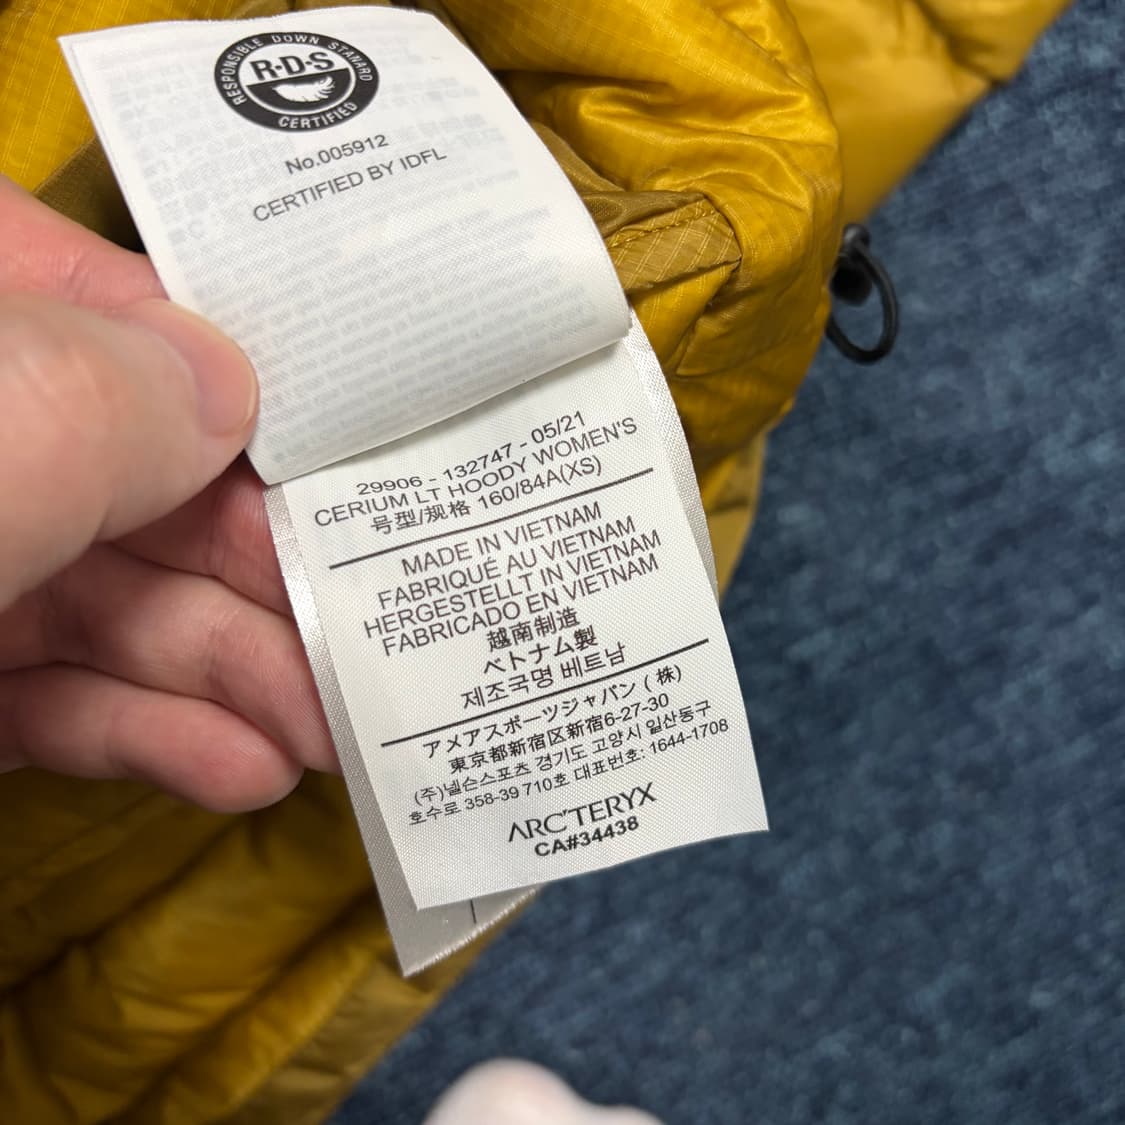 RESPONSIBLE DOWN STANARD
R·D·S
CERTIFIED
No.005912
CERTIFIED BY IDFL
29906 - 132747 - 05/21
CERIUM LT HOODY WOMEN'S
号型/规格 160/84A(XS)
MADE IN VIETNAM
FABRIQUÉ AU VIETNAM
HERGESTELLT IN VIETNAM
FABRICADO EN VIETNAM
越南制造
ベトナム製
제조국명 베트남
アメアスポーツジャパン ( 株)
東京都新宿区新宿6-27-30
(주)넬슨스포츠 경기도 고양시 일산동구
호수로 358-39 710호 대표번호: 1644-1708
ARC'TERYX
CA#34438